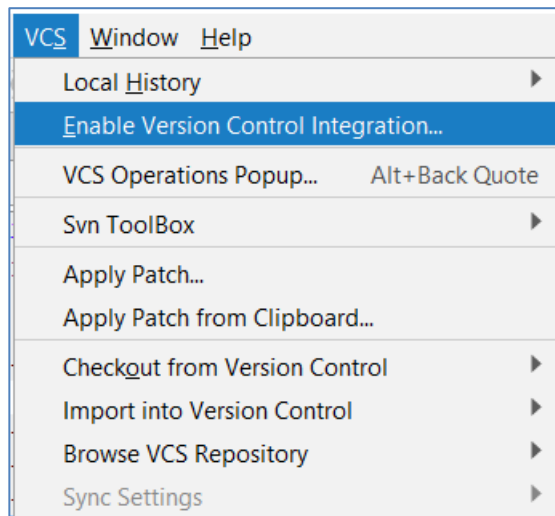 VCS Window Help
Local History
Enable Version Control Integration...
VCS Operations Popup... Alt+Back Quote
Svn ToolBox
Apply Patch...
Apply Patch from Clipboard...
Checkout from Version Control
Import into Version Control
Browse VCS Repository
Sync Settings